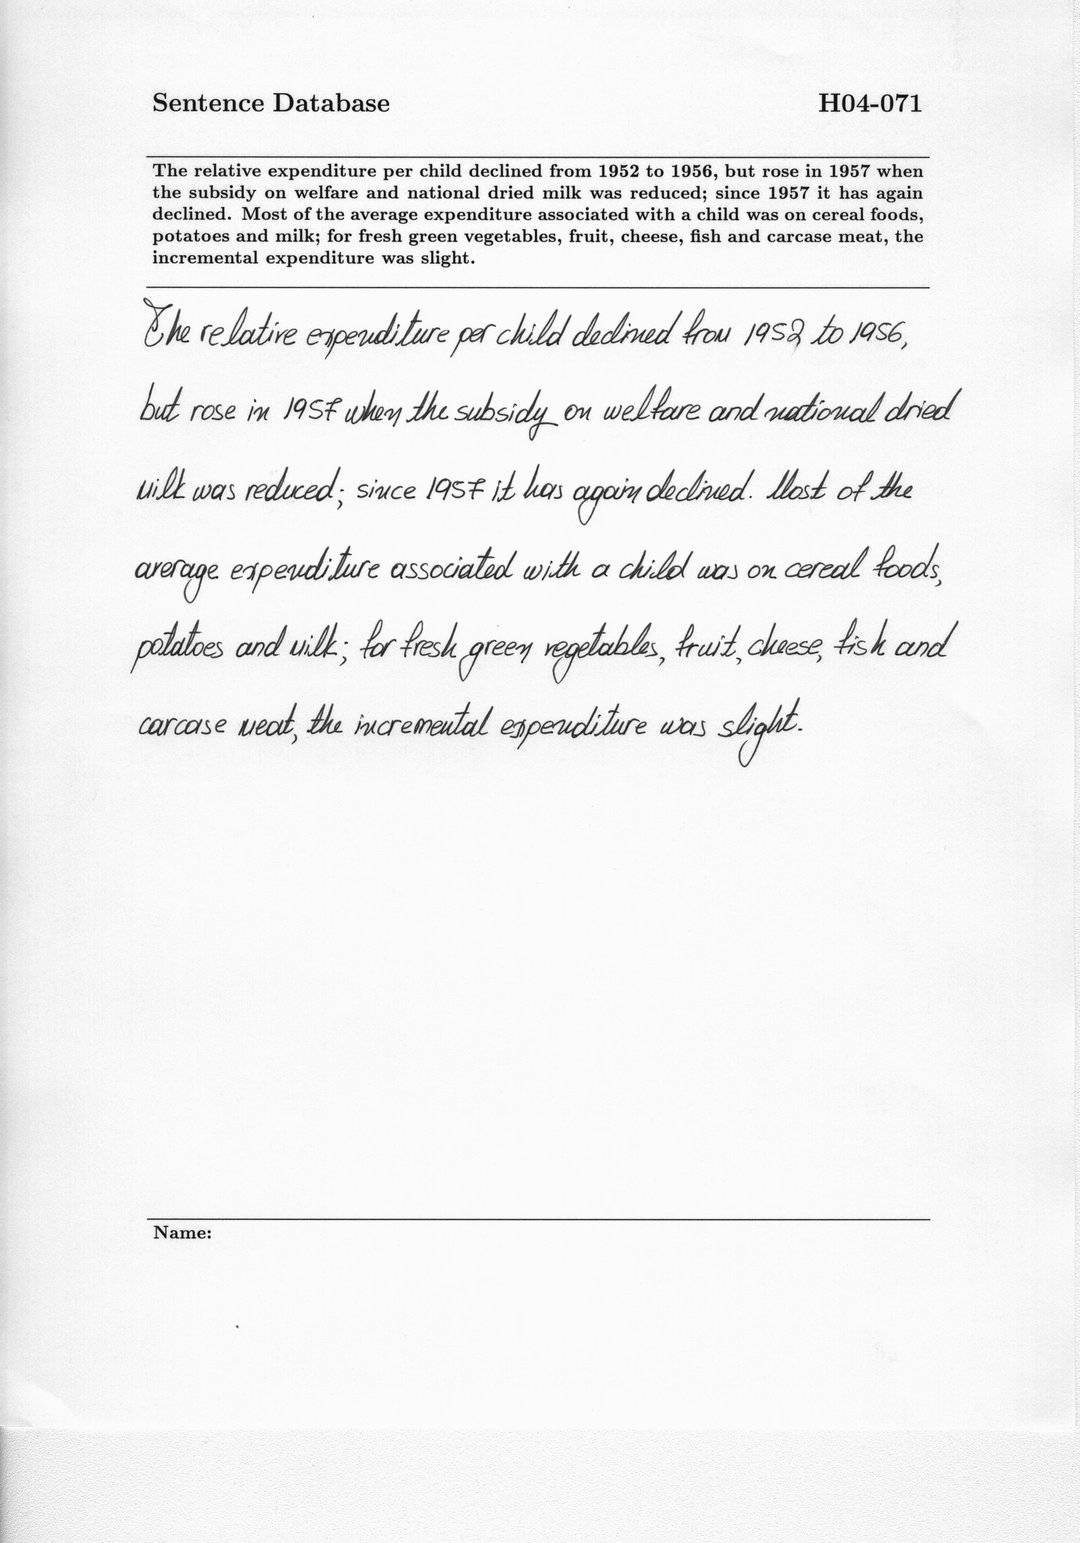 Sentence Database H04-071
The relative expenditure per child declined from 1952 to 1956, but rose in 1957 when
the subsidy on welfare and national dried milk was reduced; since 1957 it has again
declined. Most of the average expenditure associated with a child was on cereal foods,
potatoes and milk; for fresh green vegetables, fruit, cheese, fish and carcase meat, the
incremental expenditure was slight.
The relative expenditure per child declined from 1952 to 1956,
but rose in 1957 when the subsidy on welfare and national dried
milk was reduced; since 1957 it has again declined. Most of the
average expenditure associated with a child was on cereal foods,
potatoes and milk; for fresh green vegetables, fruit, cheese, fish and
carcase meat, the incremental expenditure was slight.
Name: